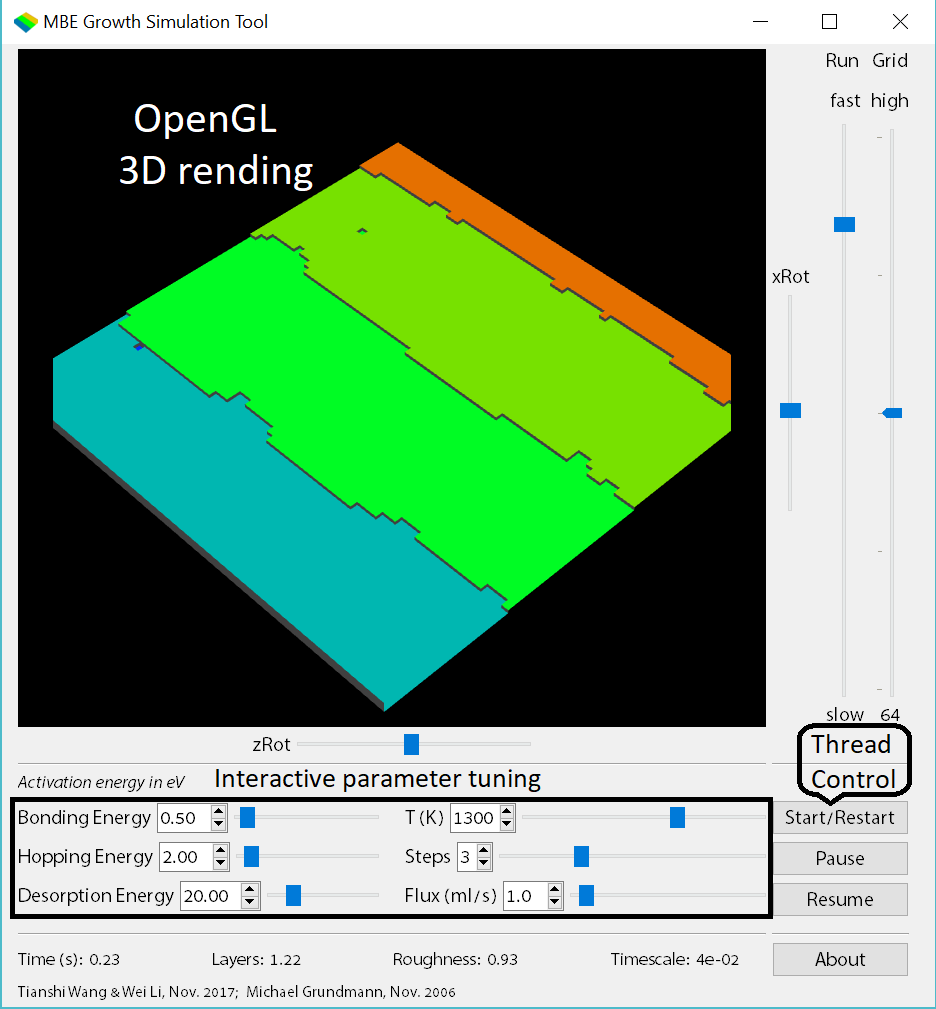 MBE Growth Simulation Tool
Run Grid
fast high
OpenGL
3D rending
xRot
slow 64
zRot
Thread
Control
Activation energy in eV
Interactive parameter tuning
Bonding Energy 0.50 T (K) 1300 Start/Restart
Hopping Energy 2.00 Steps 3 Pause
Desorption Energy 20.00 Flux (ml/s) 1.0 Resume
Time (s): 0.23 Layers: 1.22 Roughness: 0.93 Timescale: 4e-02 About
Tianshi Wang & Wei Li, Nov. 2017; Michael Grundmann, Nov. 2006